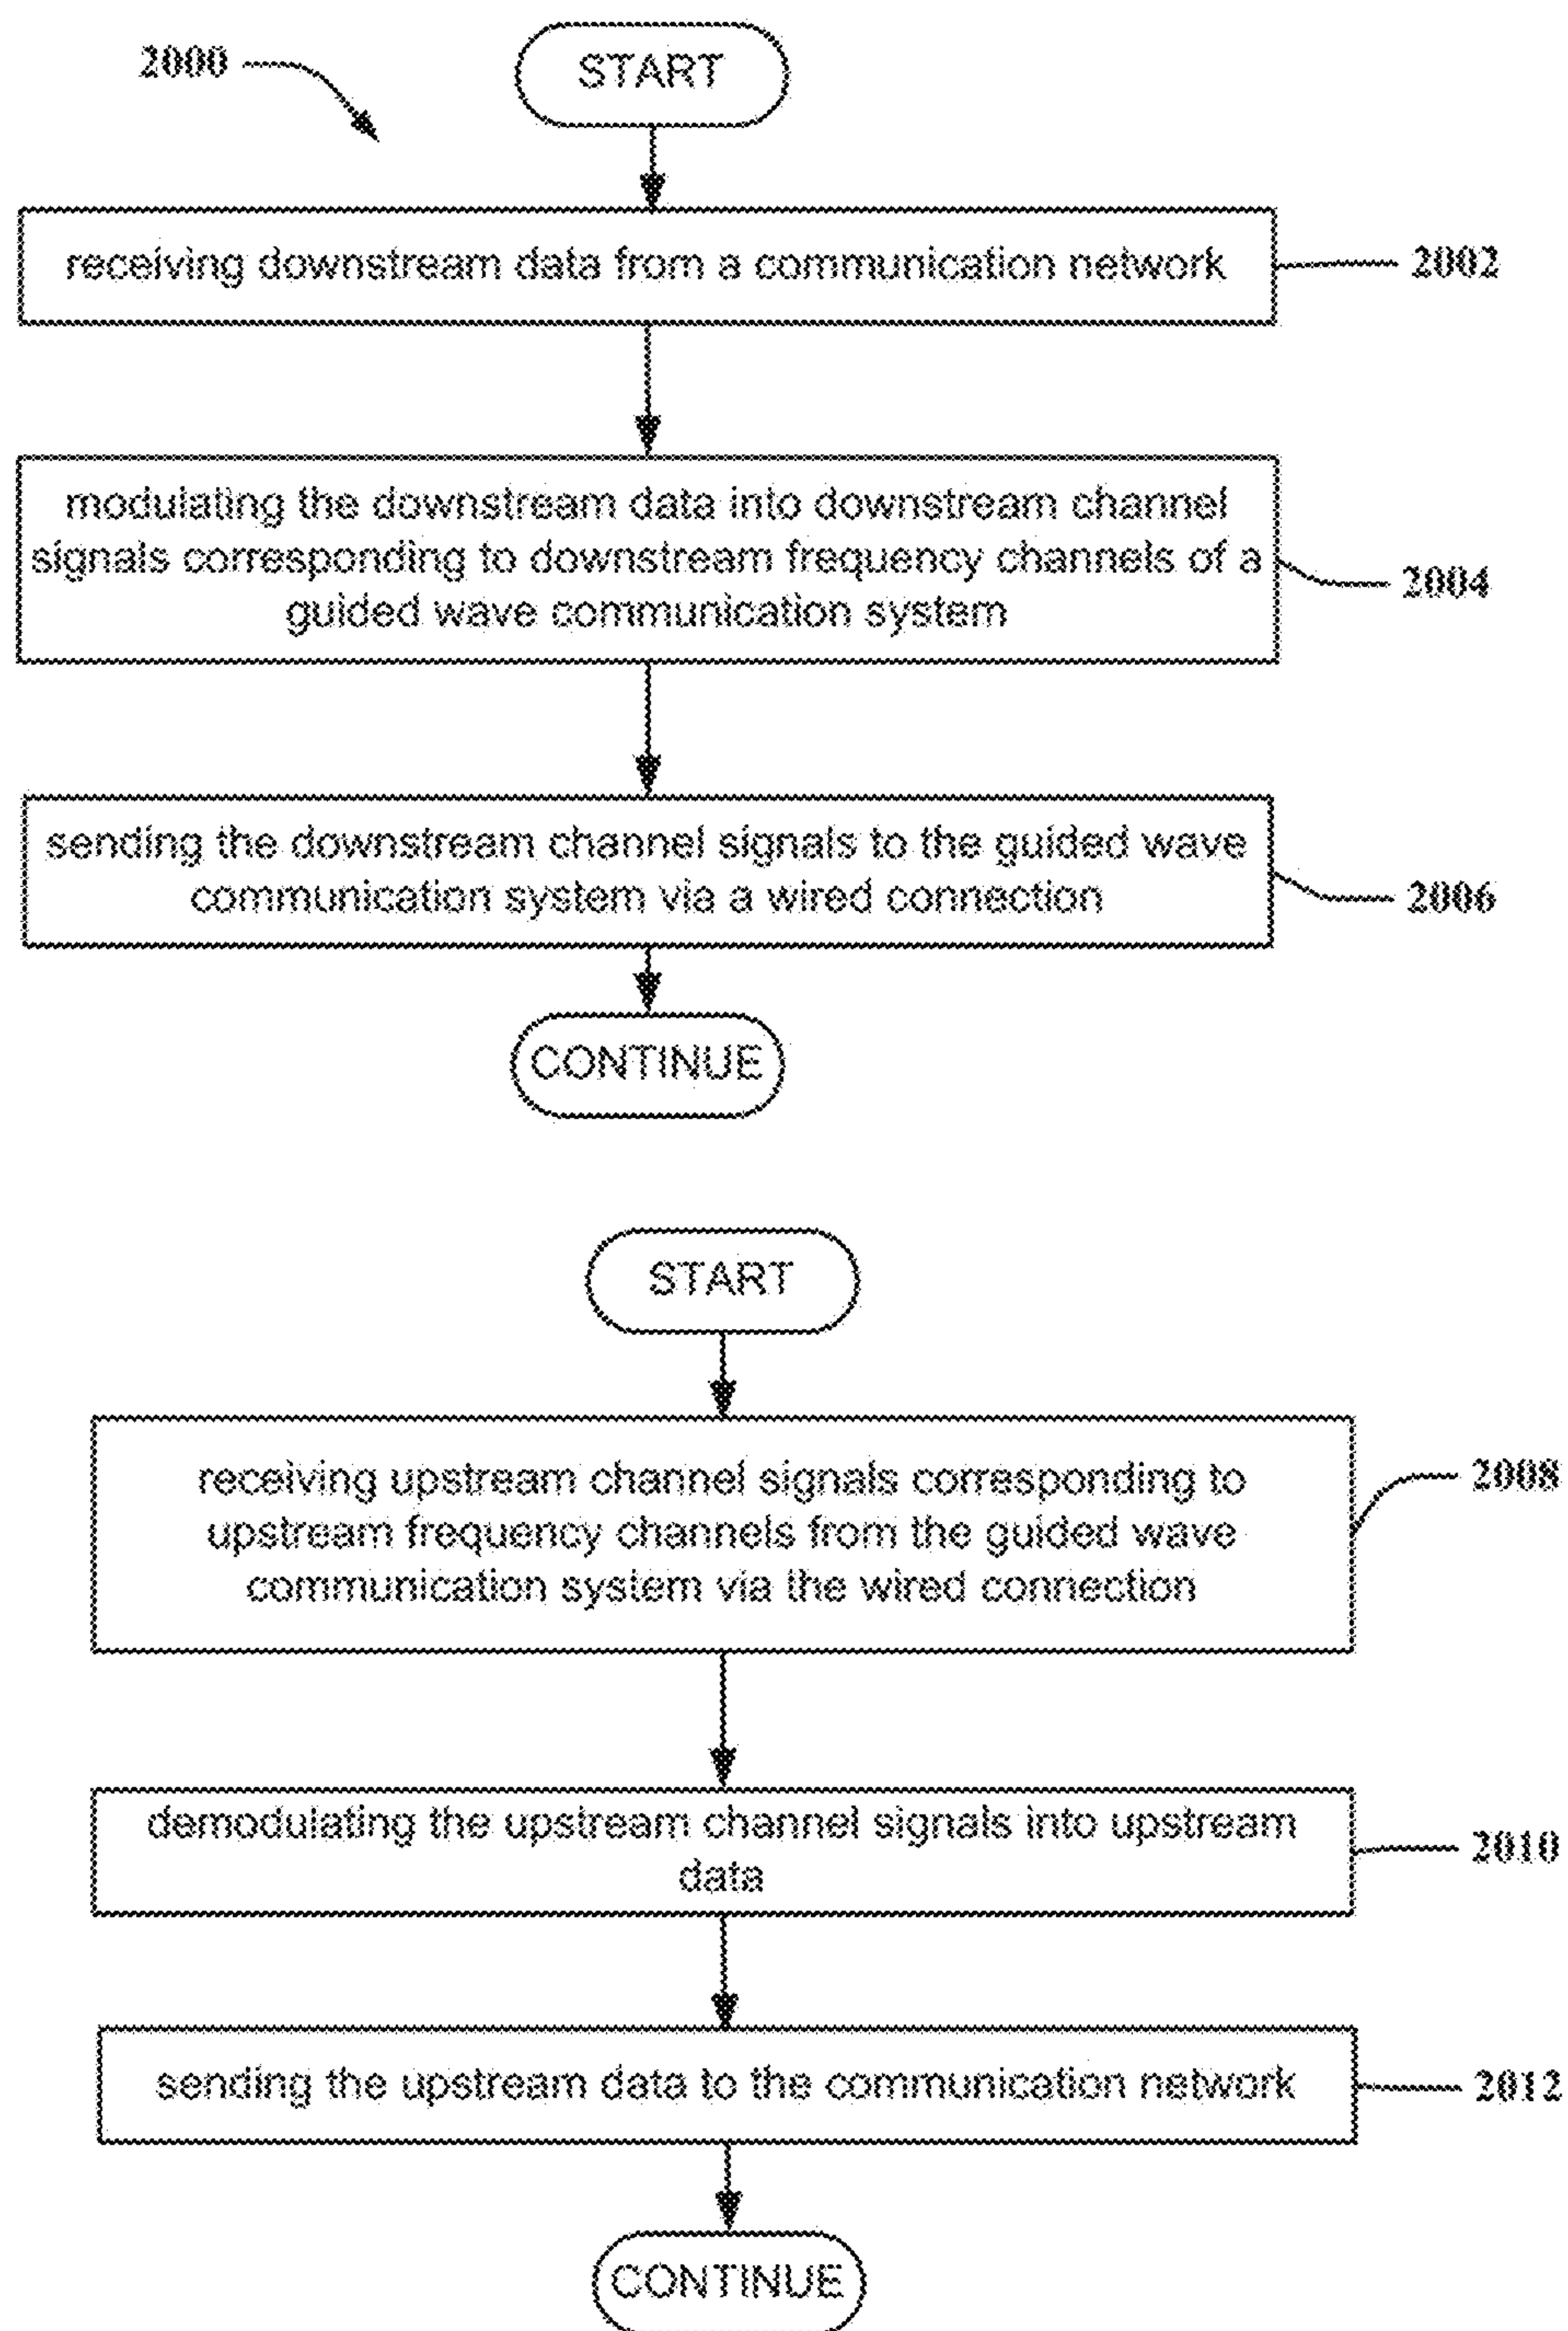 2000
START
receiving downstream data from a communication network
2002
modulating the downstream data into downstream channel
signals corresponding to downstream frequency channels of a
guided wave communication system
2004
sending the downstream channel signals to the guided wave
communication system via a wired connection
2006
CONTINUE
START
receiving upstream channel signals corresponding to
upstream frequency channels from the guided wave
communication system via the wired connection
2008
demodulating the upstream channel signals into upstream
data
2010
sending the upstream data to the communication network
2012
CONTINUE